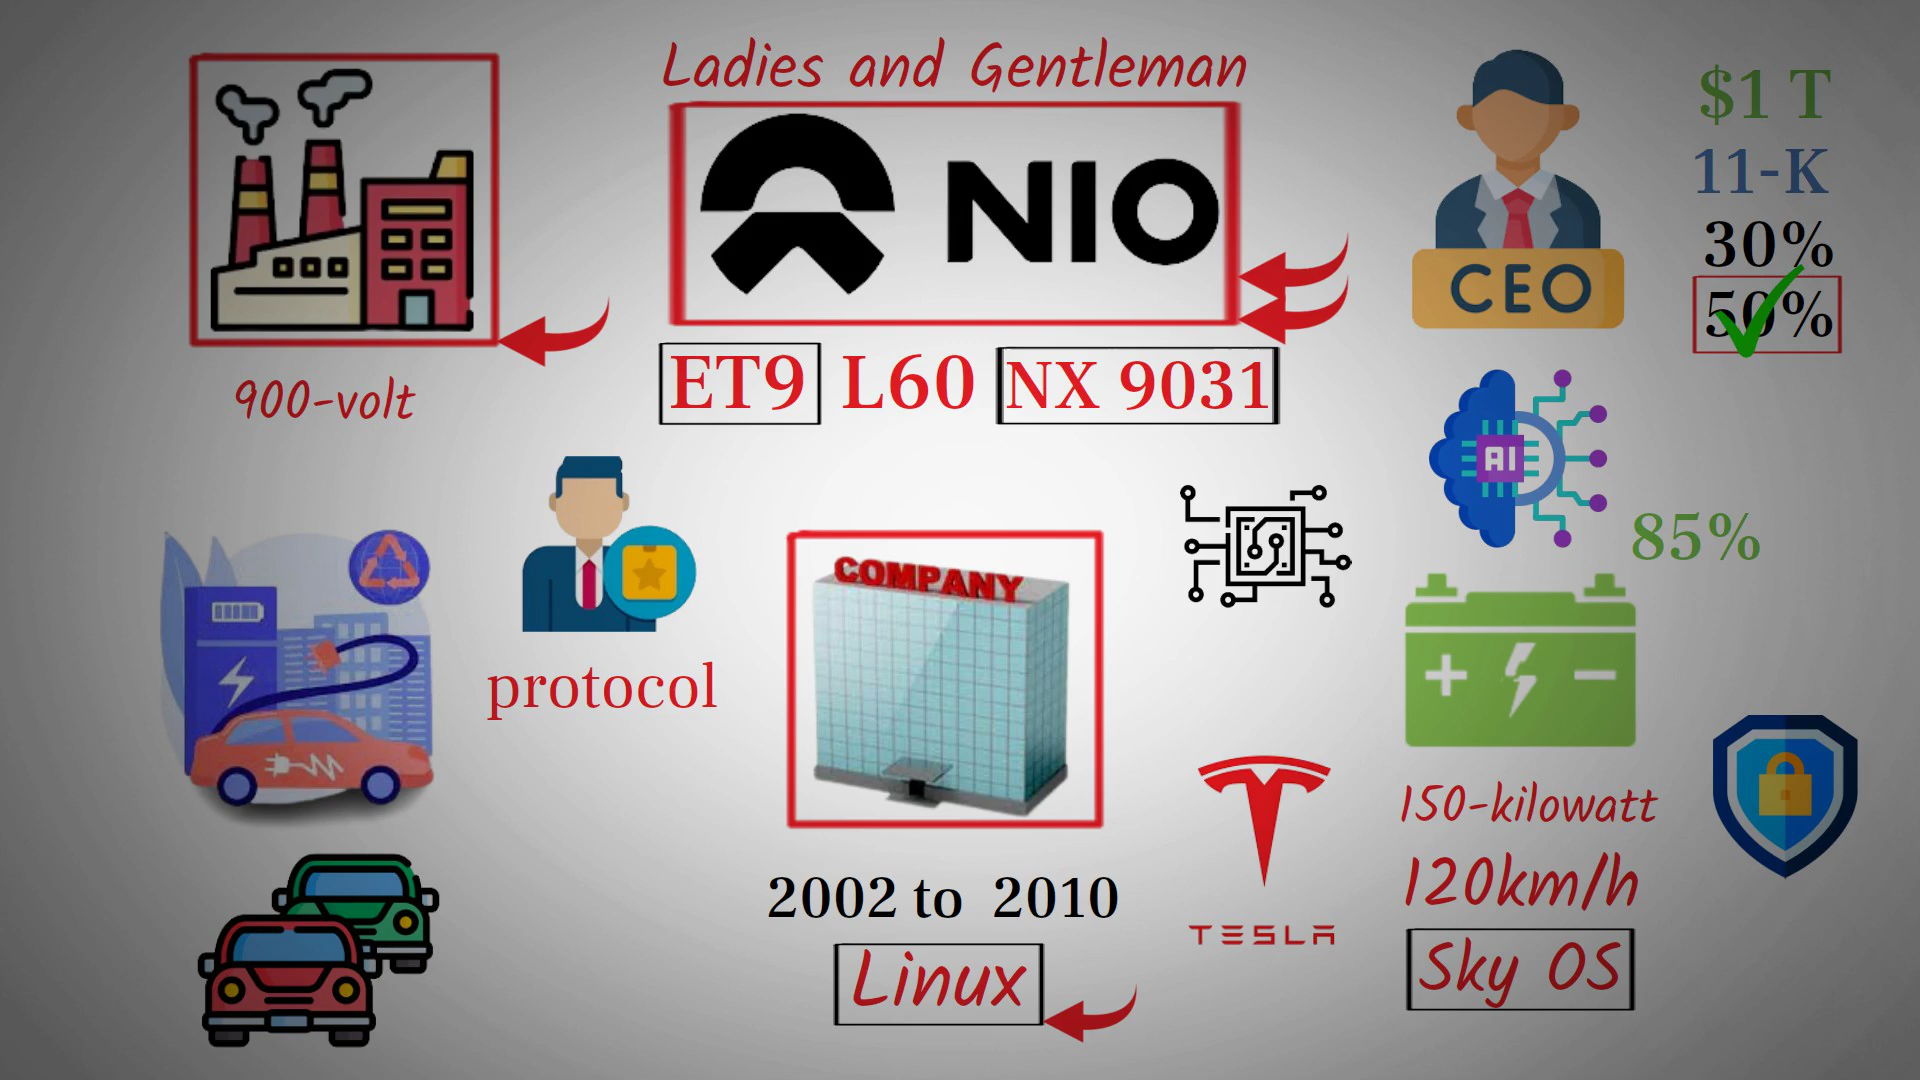 Ladies and Gentleman
NIO
ET9 L60 NX 9031
900-volt
CEO
$1 T
11-K
30%
50%
AI
85%
protocol
COMPANY
2002 to 2010
Linux
TESLA
150-kilowatt
120km/h
Sky OS